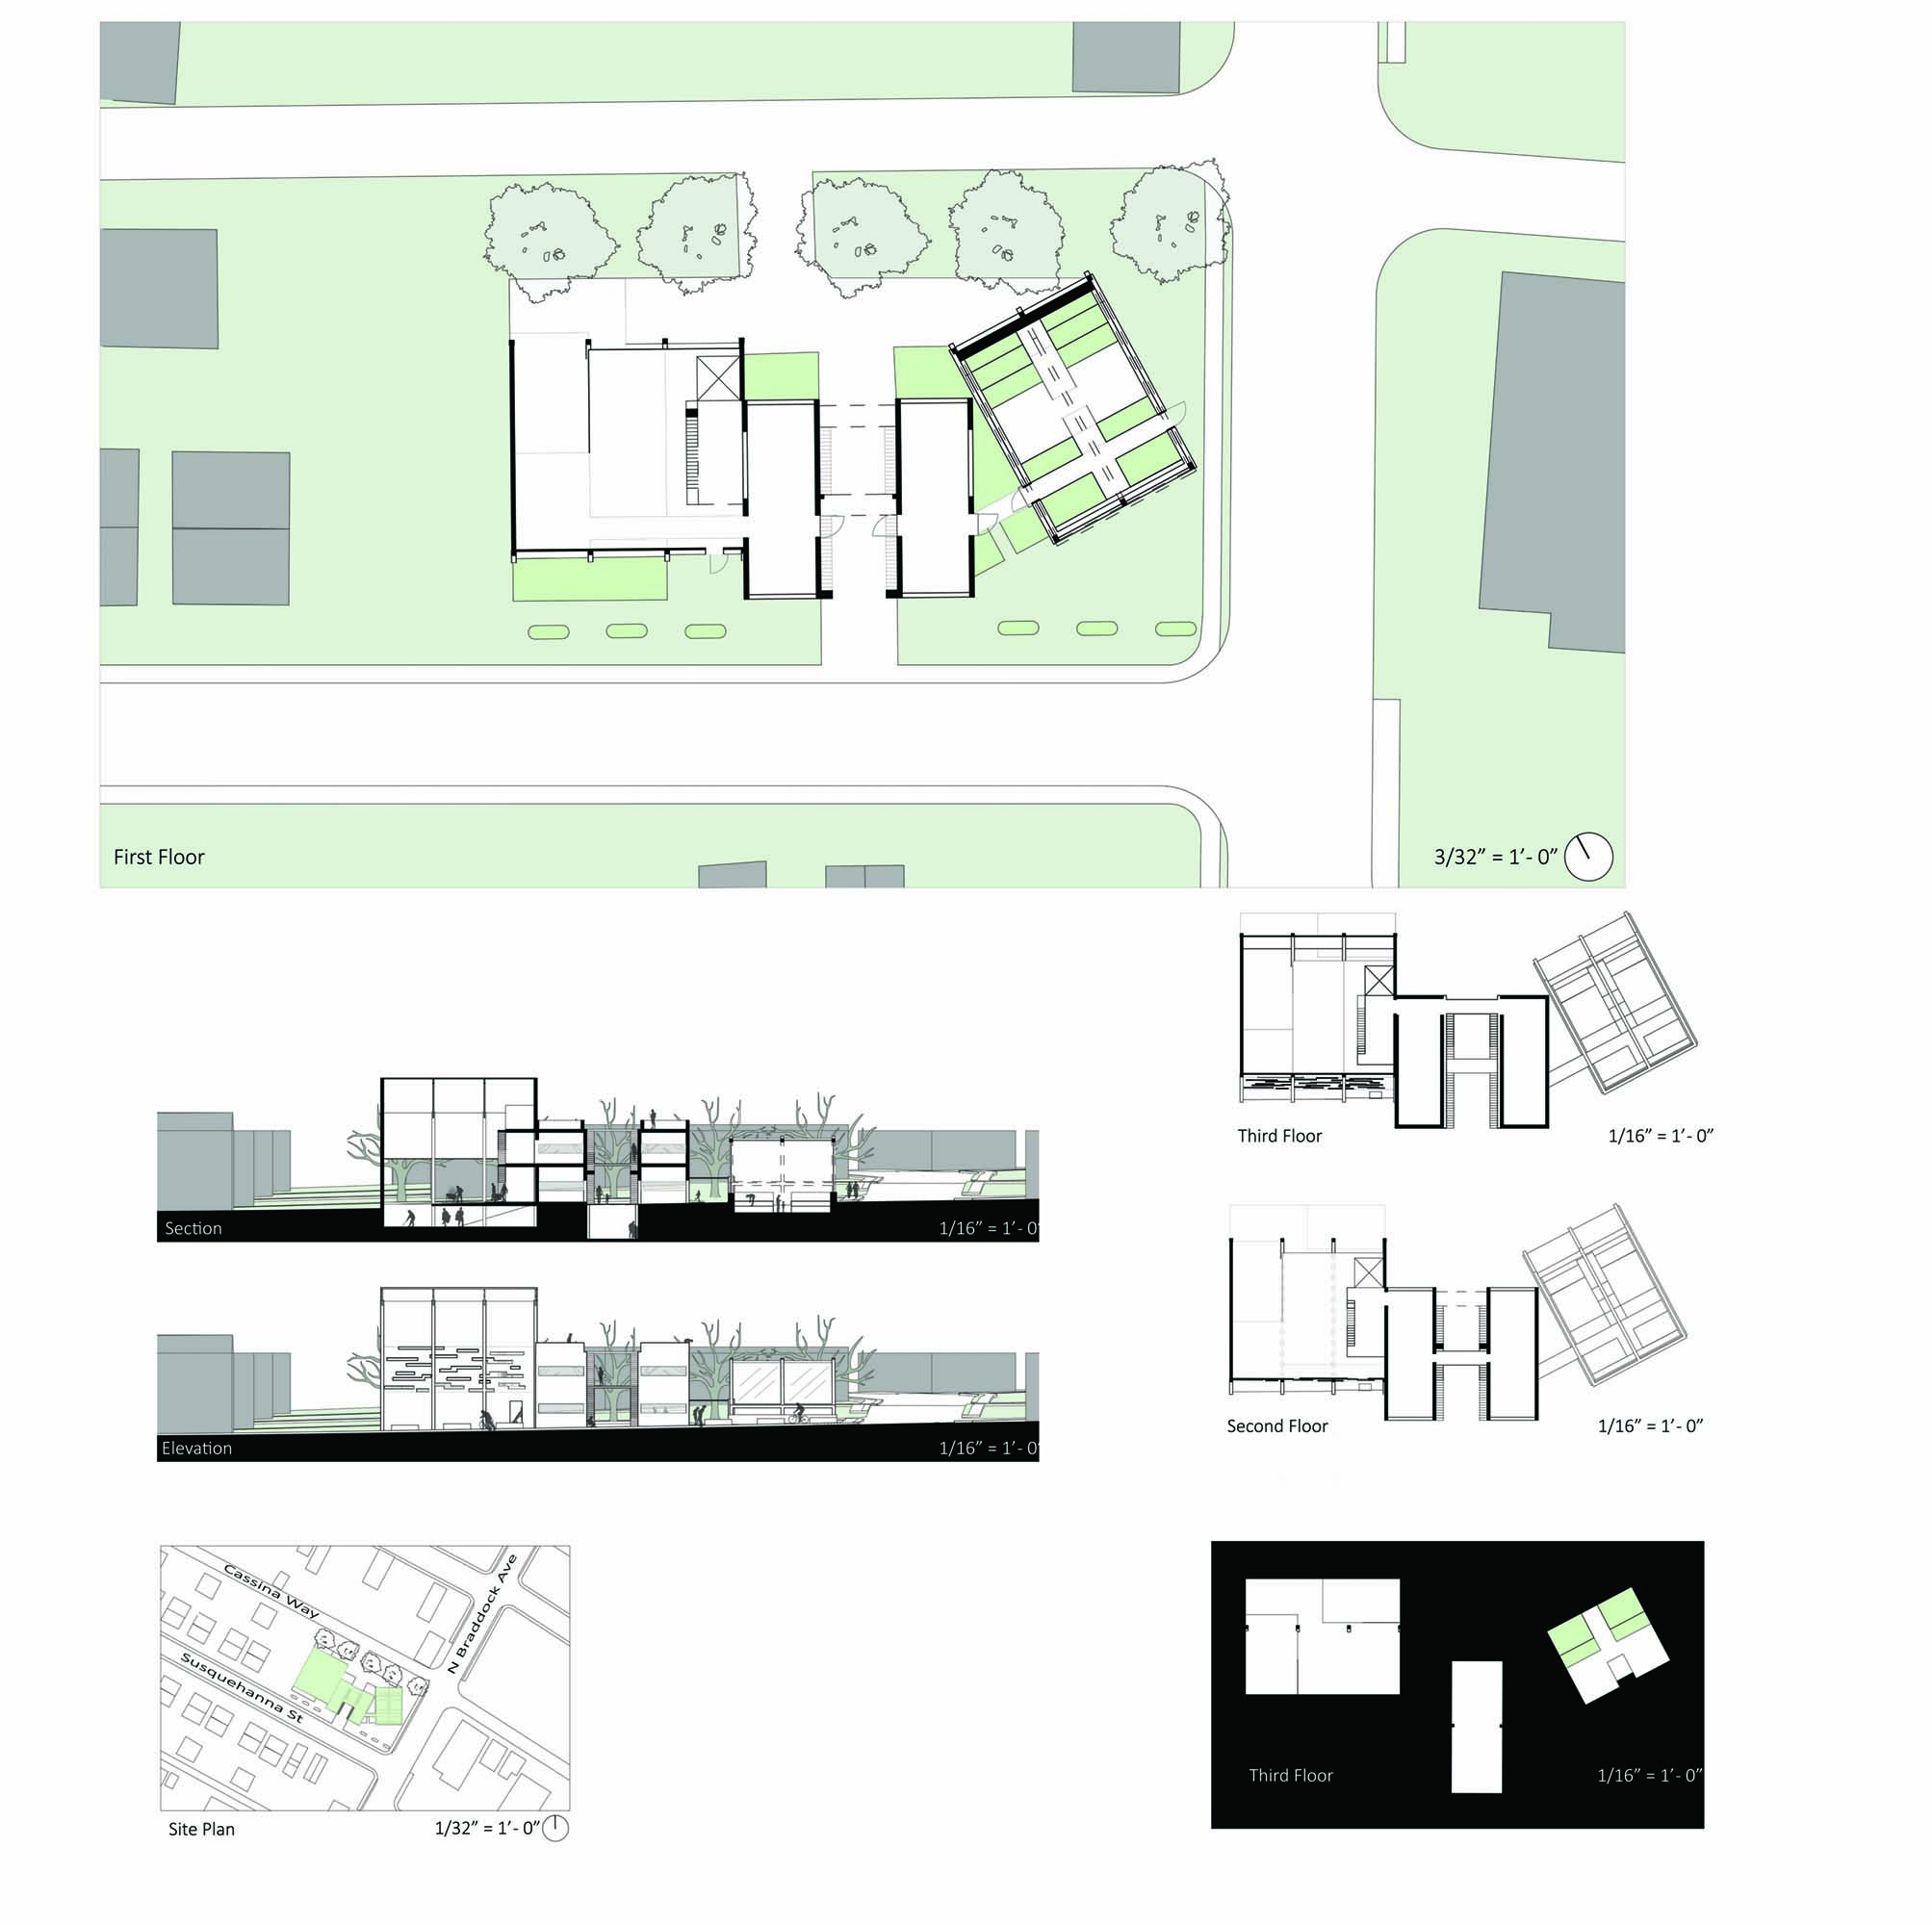 First Floor
3/32” = 1’- 0”
Third Floor
1/16” = 1’- 0”
Section
1/16” = 1’- 0”
Second Floor
1/16” = 1’- 0”
Elevation
1/16” = 1’- 0”
Cassina Way
N Braddock Ave
Susquehanna St
Site Plan
1/32” = 1’- 0”
Third Floor
1/16” = 1’- 0”